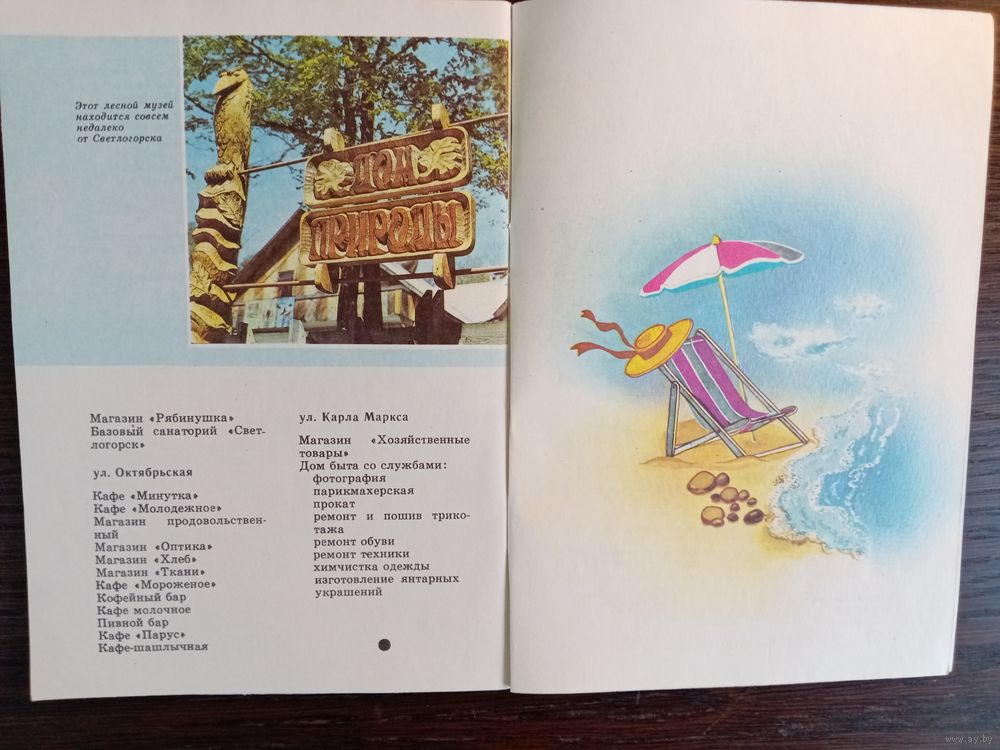 Этот лесной музей
находится совсем
недалеко
от Светлогорска
ДОМ
ПРИРОДЫ
Магазин «Рябинушка»
Базовый санаторий «Свет-
логорск»
ул. Октябрьская
Кафе «Минутка»
Кафе «Молодежное»
Магазин продовольствен-
ный
Магазин «Оптика»
Магазин «Хлеб»
Магазин «Ткани»
Кафе «Мороженое»
Кофейный бар
Кафе молочное
Пивной бар
Кафе «Парус»
Кафе-шашлычная
ул. Карла Маркса
Магазин «Хозяйственные
товары»
Дом быта со службами:
фотография
парикмахерская
прокат
ремонт и пошив трико-
тажа
ремонт обуви
ремонт техники
химчистка одежды
изготовление янтарных
украшений
www.ay.by